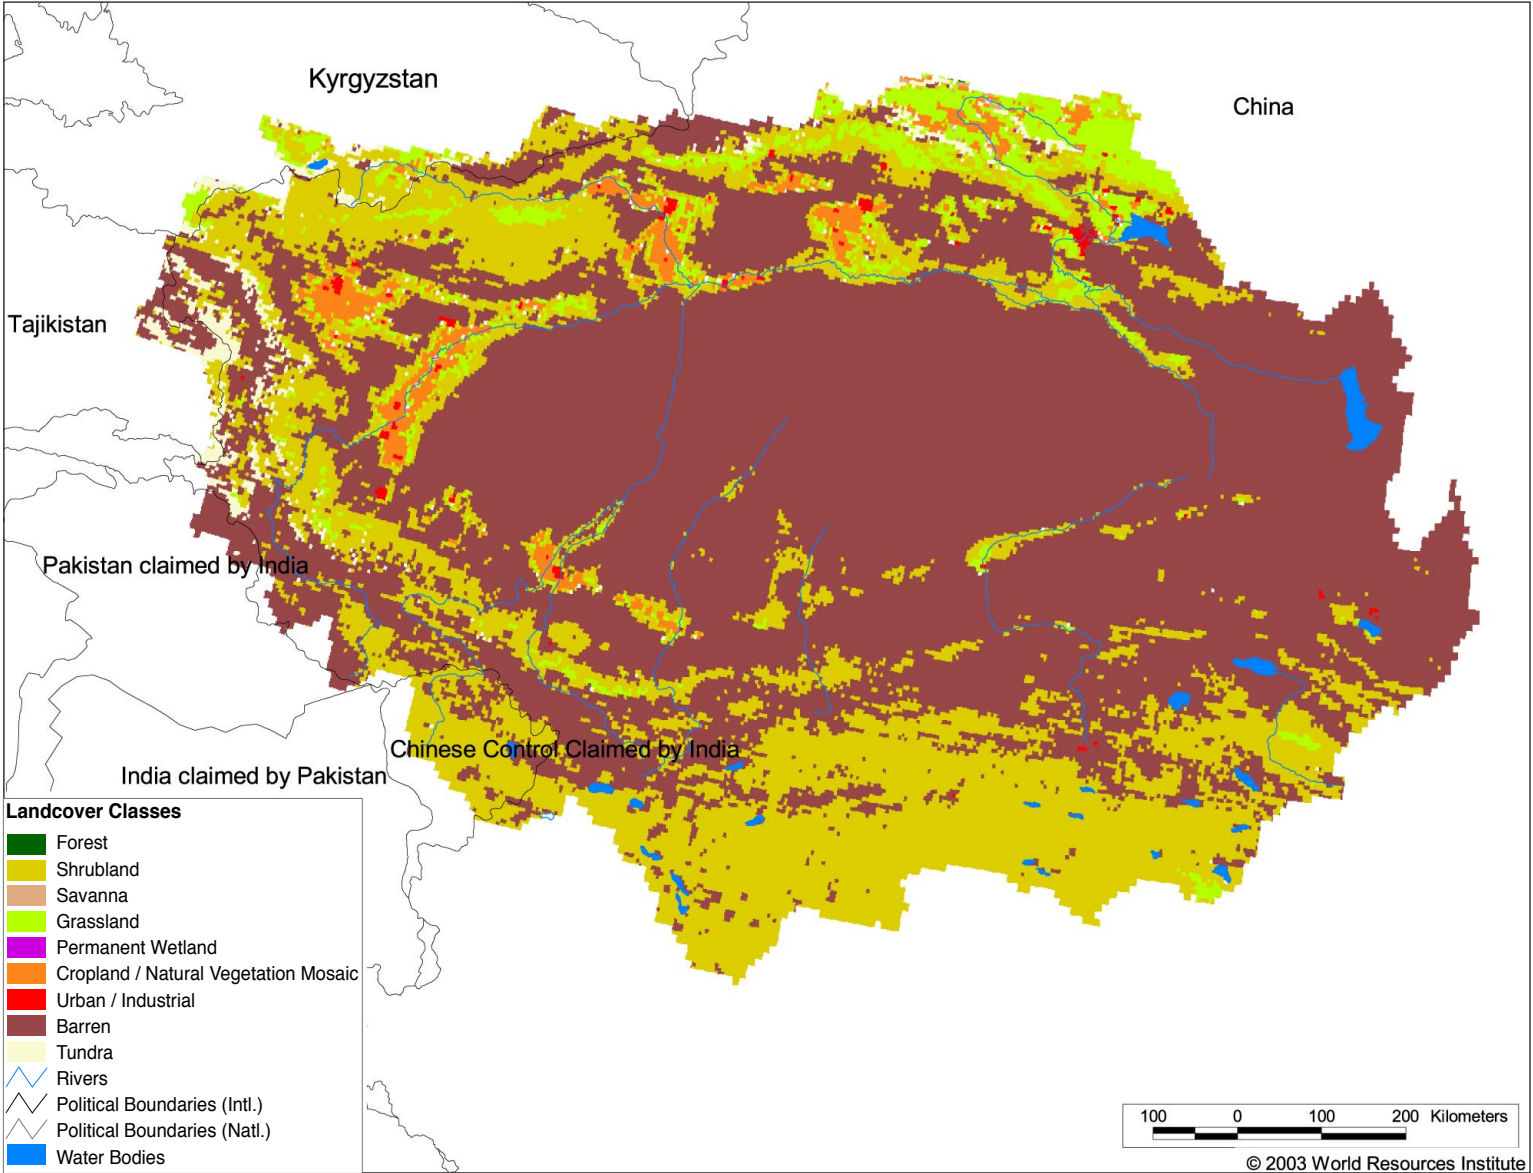 Kyrgyzstan
China
Tajikistan
Pakistan claimed by India
Chinese Control Claimed by India
India claimed by Pakistan
Landcover Classes
Forest
Shrubland
Savanna
Grassland
Permanent Wetland
Cropland / Natural Vegetation Mosaic
Urban / Industrial
Barren
Tundra
Rivers
Political Boundaries (Intl.)
Political Boundaries (Natl.)
Water Bodies
100 0 100 200 Kilometers
© 2003 World Resources Institute